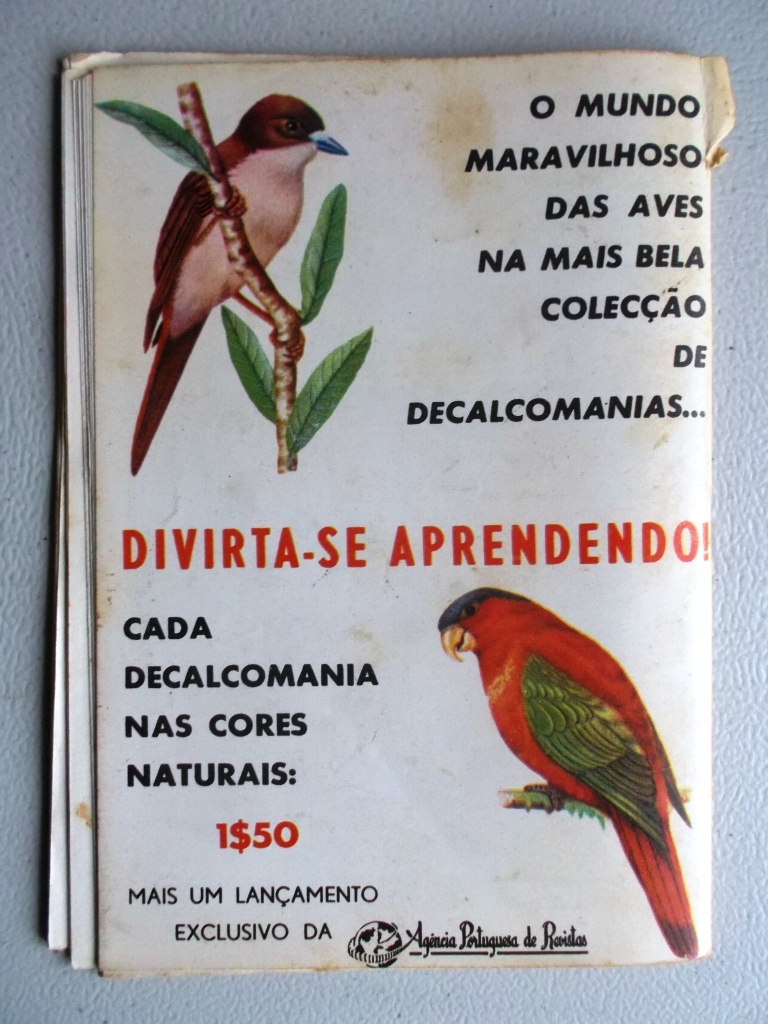 O MUNDO
MARAVILHOSO
DAS AVES
NA MAIS BELA
COLECÇÃO
DE
DECALCOMANIAS...
DIVIRTA-SE APRENDENDO!
CADA
DECALCOMANIA
NAS CORES
NATURAIS:
1$50
MAIS UM LANÇAMENTO
EXCLUSIVO DA Agência Portuguesa de Revistas